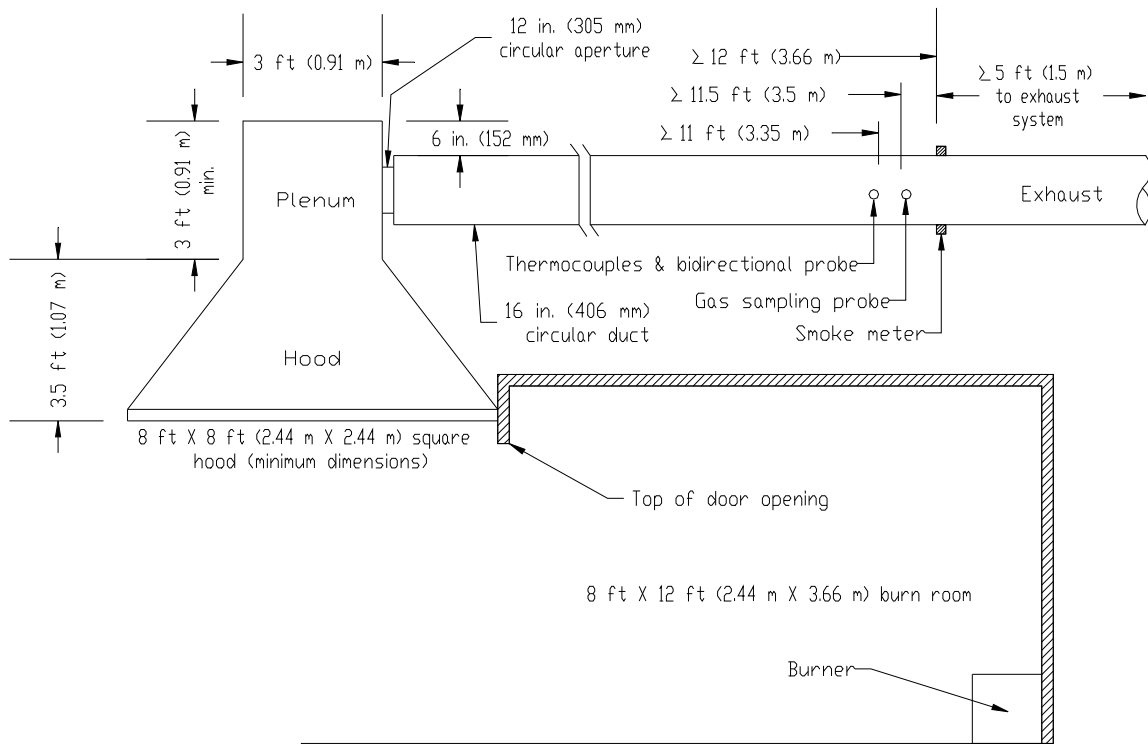 12 in. (305 mm)
circular aperture
3 ft (0.91 m)
Σ 12 ft (3.66 m)
Σ 5 ft (1.5 m)
to exhaust
system
Σ 11.5 ft (3.5 m)
Σ 11 ft (3.35 m)
6 in. (152 mm)
3 ft (0.91 m)
min.
Plenum
Exhaust
Thermocouples & bidirectional probe
Gas sampling probe
Smoke meter
16 in. (406 mm)
circular duct
3.5 ft (1.07 m)
Hood
8 ft X 8 ft (2.44 m X 2.44 m) square
hood (minimum dimensions)
Top of door opening
8 ft X 12 ft (2.44 m X 3.66 m) burn room
Burner